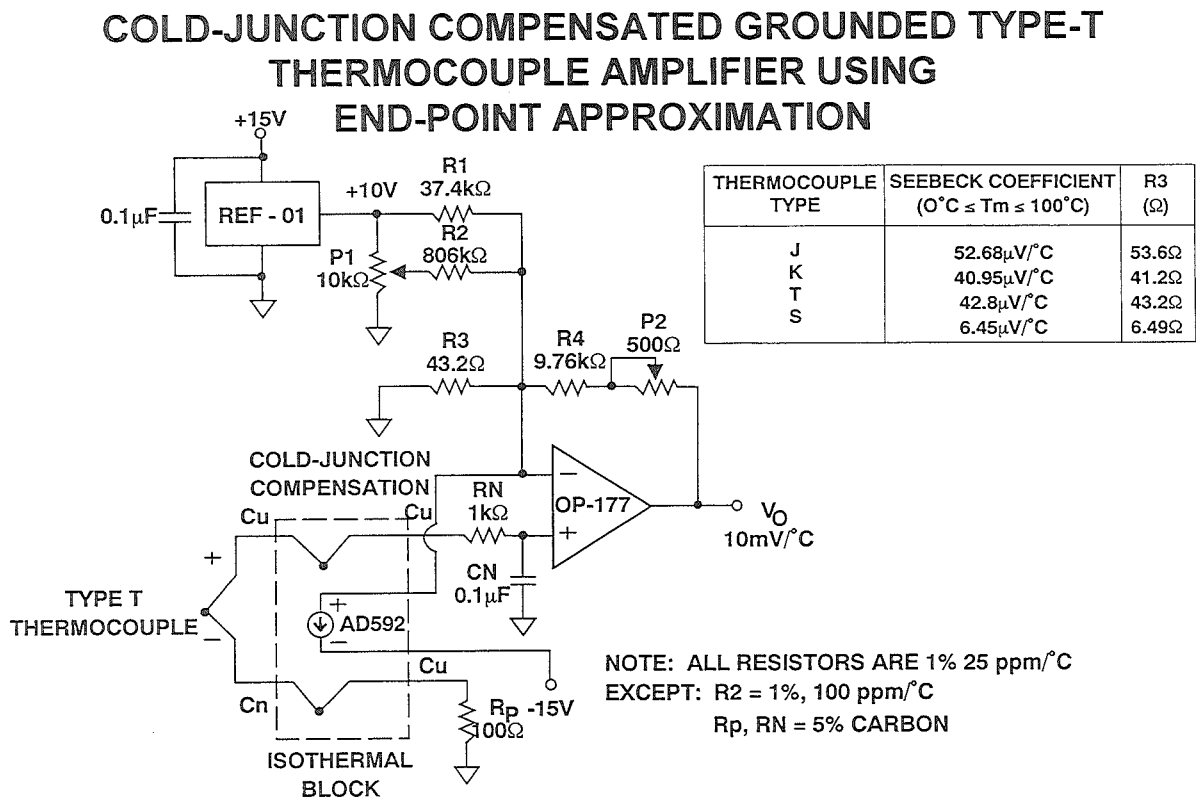 COLD-JUNCTION COMPENSATED GROUNDED TYPE-T
THERMOCOUPLE AMPLIFIER USING
END-POINT APPROXIMATION
+15V
0.1µF
REF - 01
+10V
R1
37.4kΩ
R2
806kΩ
P1
10kΩ
THERMOCOUPLE TYPE
SEEBECK COEFFICIENT
(O°C ≤ Tm ≤ 100°C)
R3
(Ω)
J 52.68µV/°C 53.6Ω
K 40.95µV/°C 41.2Ω
T 42.8µV/°C 43.2Ω
S 6.45µV/°C 6.49Ω
R3
43.2Ω
R4
9.76kΩ
P2
500Ω
COLD-JUNCTION
COMPENSATION
Cu
Cu
RN
1kΩ
−
OP-177
+
VO
10mV/°C
CN
0.1µF
+
TYPE T
THERMOCOUPLE
−
+
AD592
−
Cu
Cn
Rp
100Ω
-15V
ISOTHERMAL
BLOCK
NOTE: ALL RESISTORS ARE 1% 25 ppm/°C
EXCEPT: R2 = 1%, 100 ppm/°C
Rp, RN = 5% CARBON